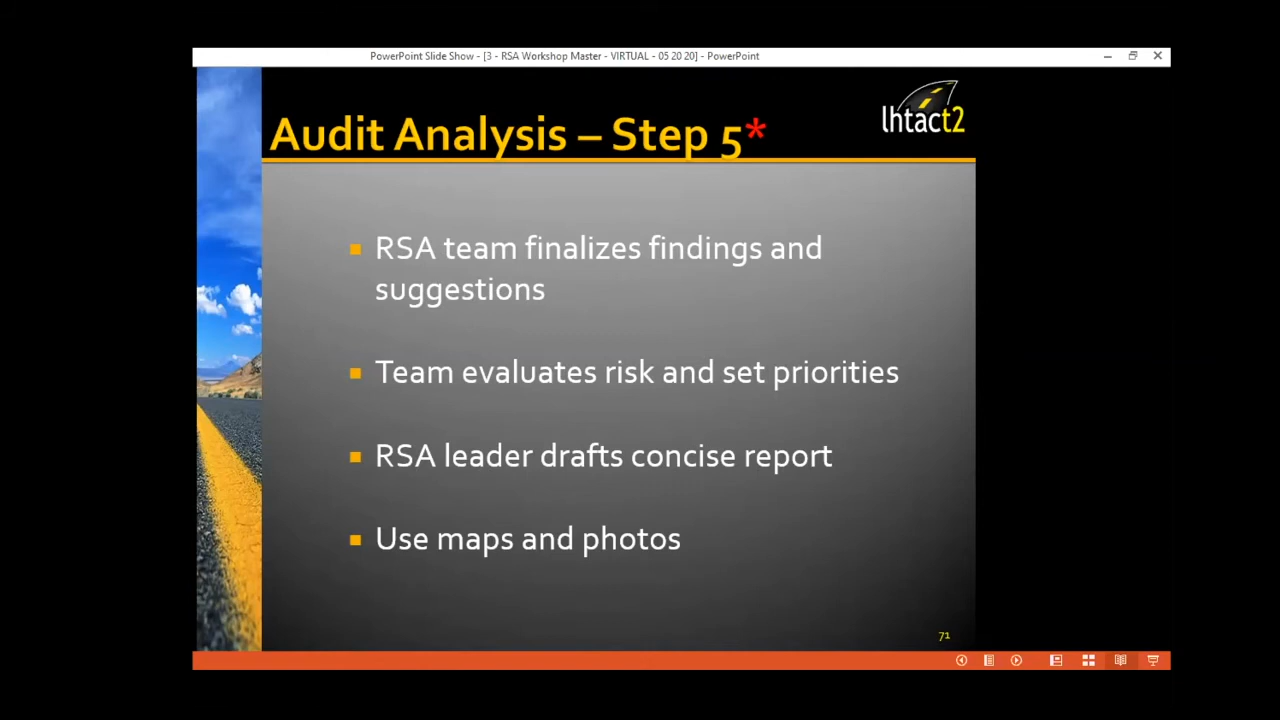 PowerPoint Slide Show - [3 - RSA Workshop Master - VIRTUAL - 05 20 20] - PowerPoint
lhtact2
Audit Analysis – Step 5*
RSA team finalizes findings and
suggestions
Team evaluates risk and set priorities
RSA leader drafts concise report
Use maps and photos
71